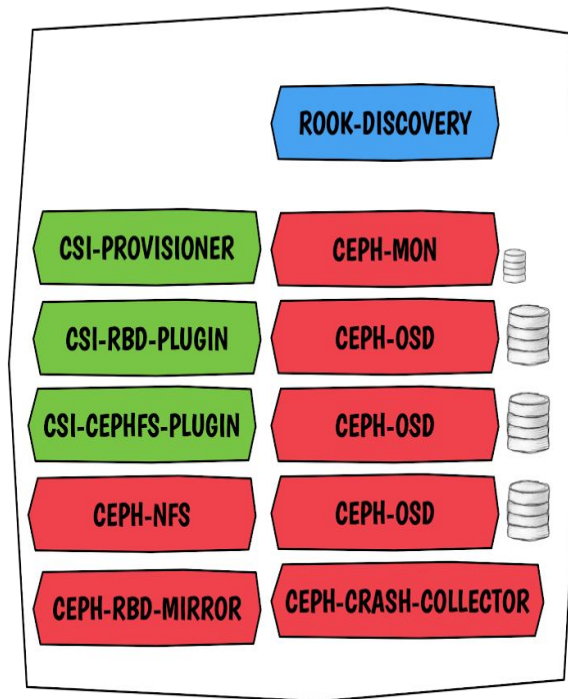 ROOK-DISCOVERY
CSI-PROVISIONER
CEPH-MON
CSI-RBD-PLUGIN
CEPH-OSD
CSI-CEPHFS-PLUGIN
CEPH-OSD
CEPH-NFS
CEPH-OSD
CEPH-RBD-MIRROR
CEPH-CRASH-COLLECTOR